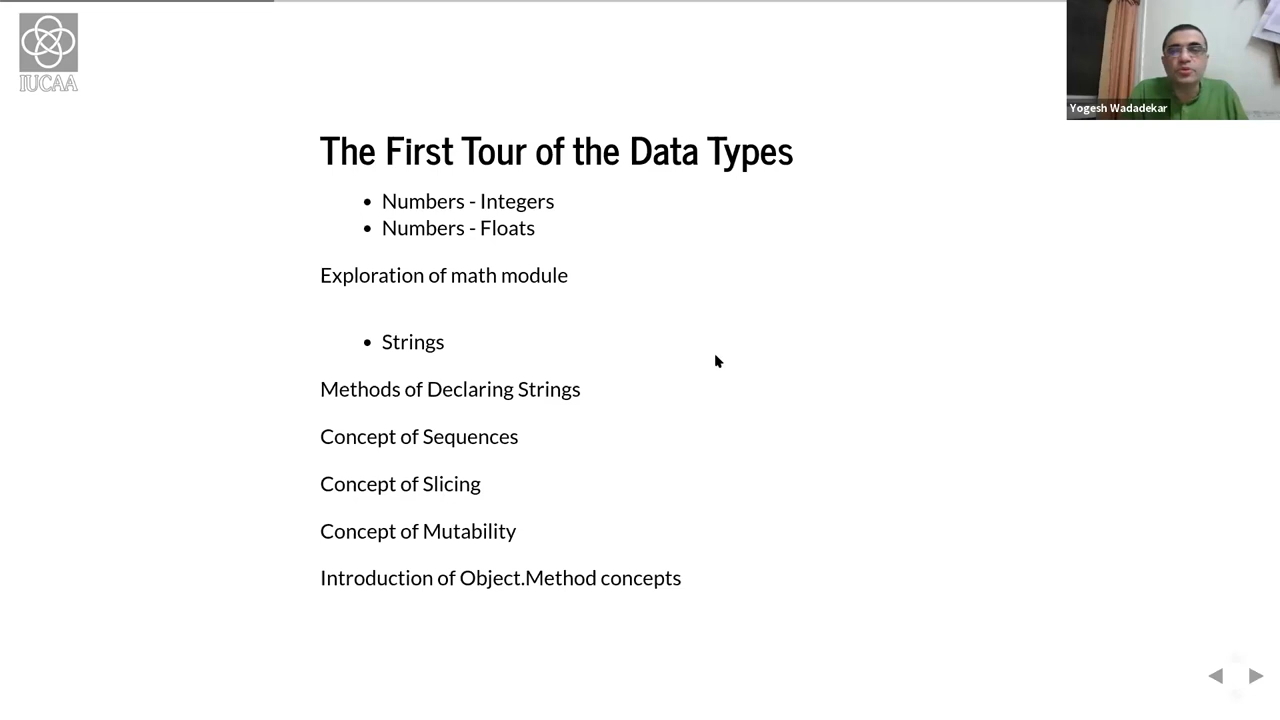 IUCAA
Yogesh Wadadekar
The First Tour of the Data Types
Numbers - Integers
Numbers - Floats
Exploration of math module
Strings
Methods of Declaring Strings
Concept of Sequences
Concept of Slicing
Concept of Mutability
Introduction of Object.Method concepts